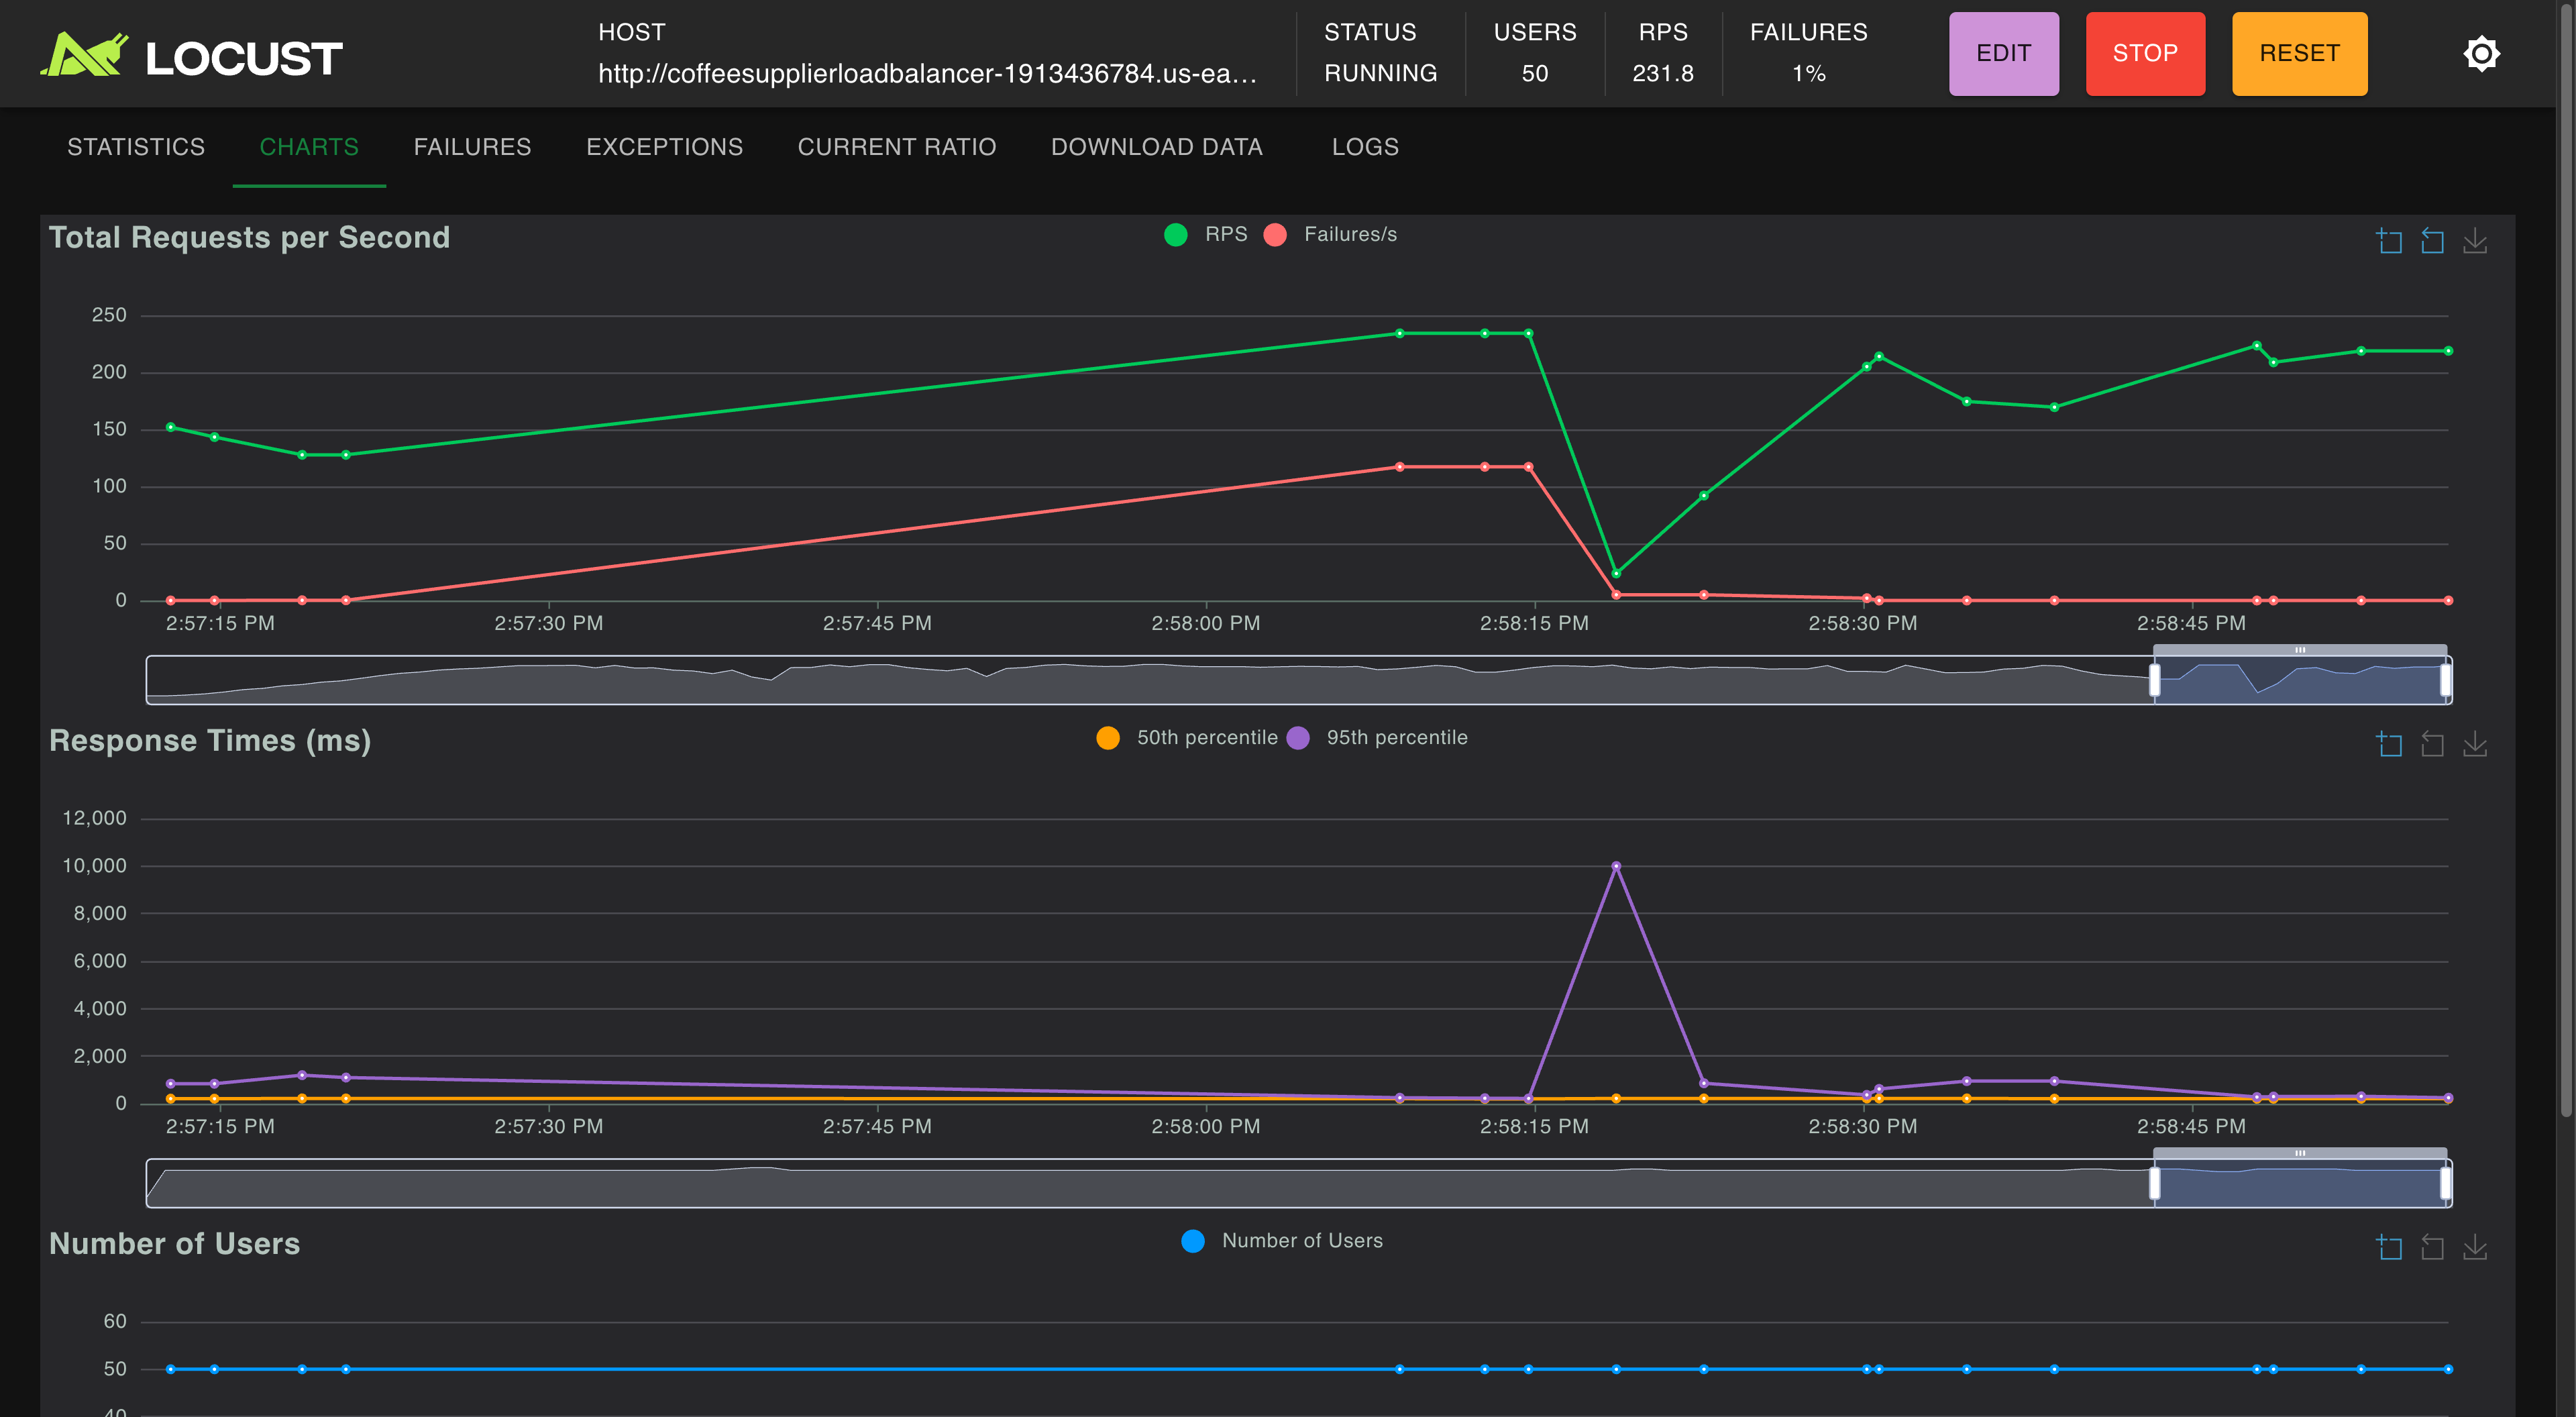 LOCUST
HOST
http://coffeesupplierloadbalancer-1913436784.us-ea...
STATUS
RUNNING
USERS
50
RPS
231.8
FAILURES
1%
EDIT
STOP
RESET
STATISTICS CHARTS FAILURES EXCEPTIONS CURRENT RATIO DOWNLOAD DATA LOGS
Total Requests per Second
RPS Failures/s
250
200
150
100
50
0
2:57:15 PM 2:57:30 PM 2:57:45 PM 2:58:00 PM 2:58:15 PM 2:58:30 PM 2:58:45 PM
Response Times (ms)
50th percentile 95th percentile
12,000
10,000
8,000
6,000
4,000
2,000
0
2:57:15 PM 2:57:30 PM 2:57:45 PM 2:58:00 PM 2:58:15 PM 2:58:30 PM 2:58:45 PM
Number of Users
Number of Users
60
50
40